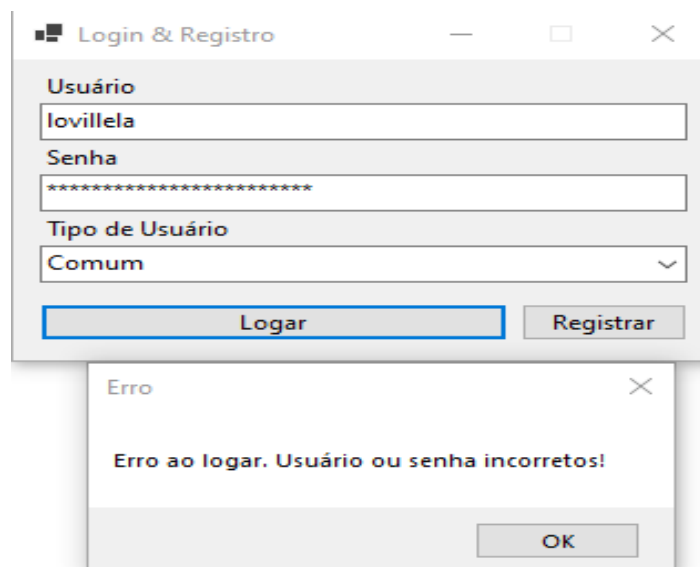 Login & Registro
Usuário
lovillela
Senha
************************
Tipo de Usuário
Comum
Logar Registrar
Erro
Erro ao logar. Usuário ou senha incorretos!
OK